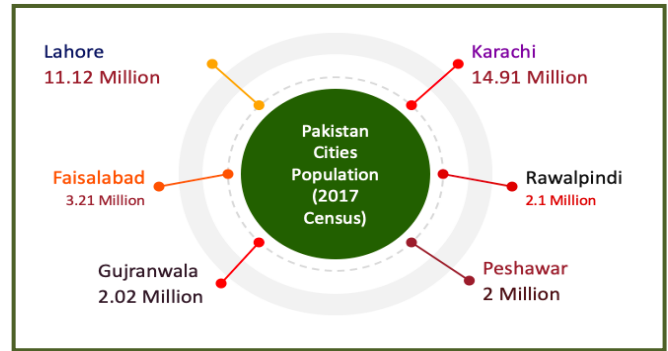 Lahore
11.12 Million
Karachi
14.91 Million
Pakistan
Cities
Population
(2017
Census)
Faisalabad
3.21 Million
Rawalpindi
2.1 Million
Gujranwala
2.02 Million
Peshawar
2 Million